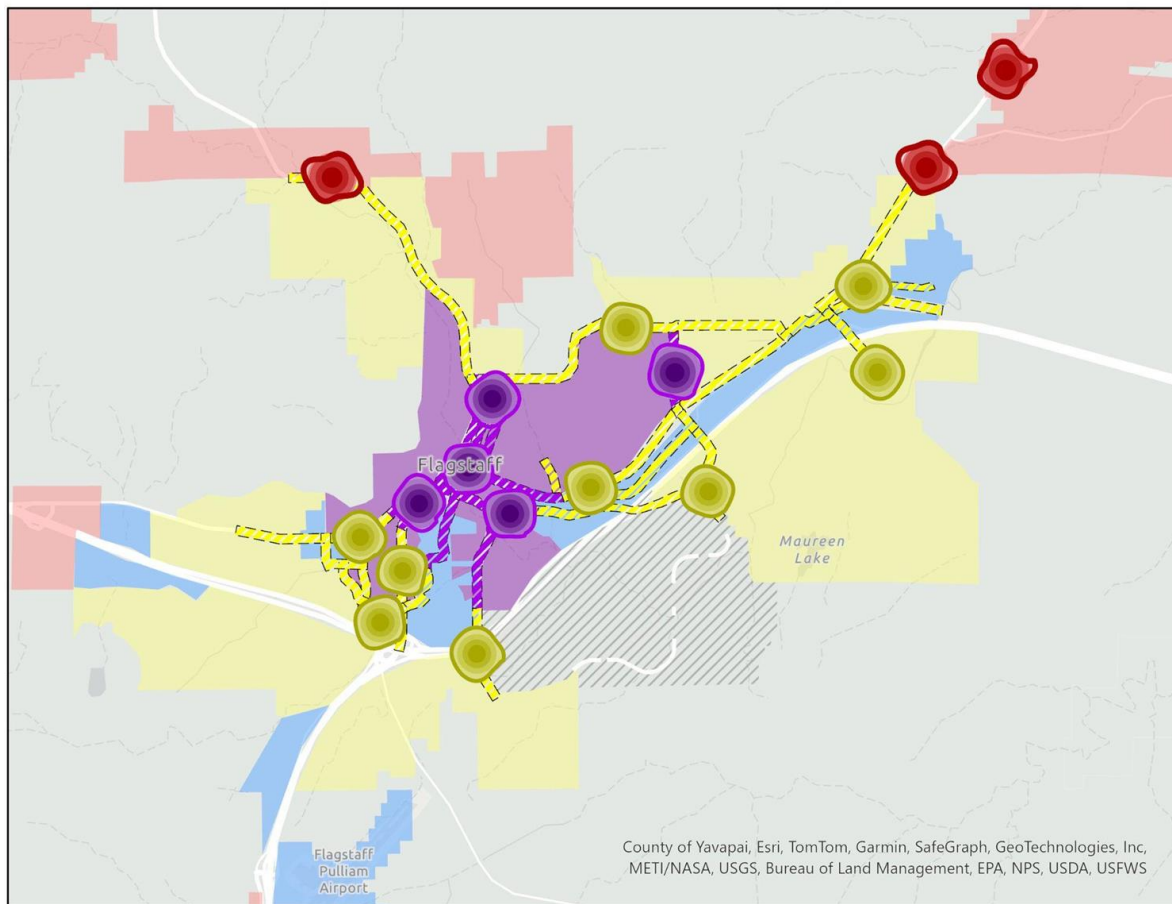 Flagstaff
Maureen
Lake
Flagstaff
Pulliam
Airport
County of Yavapai, Esri, TomTom, Garmin, SafeGraph, GeoTechnologies, Inc,
METI/NASA, USGS, Bureau of Land Management, EPA, NPS, USDA, USFWS